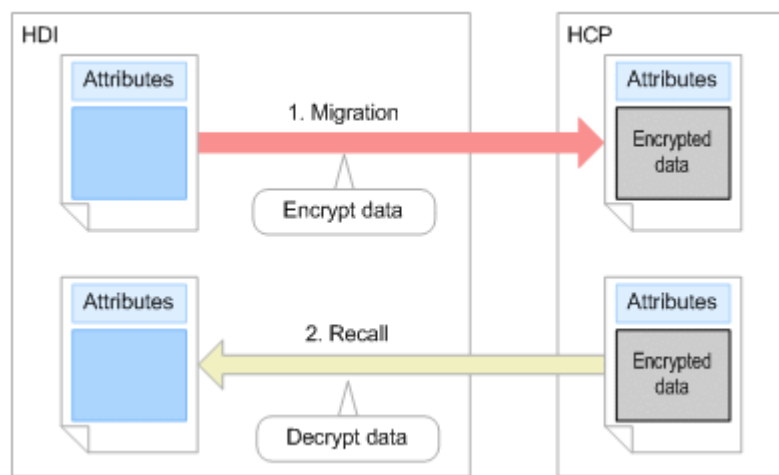 HDI
HCP
Attributes
1. Migration
Attributes
Encrypted
data
Encrypt data
Attributes
2. Recall
Attributes
Encrypted
data
Decrypt data